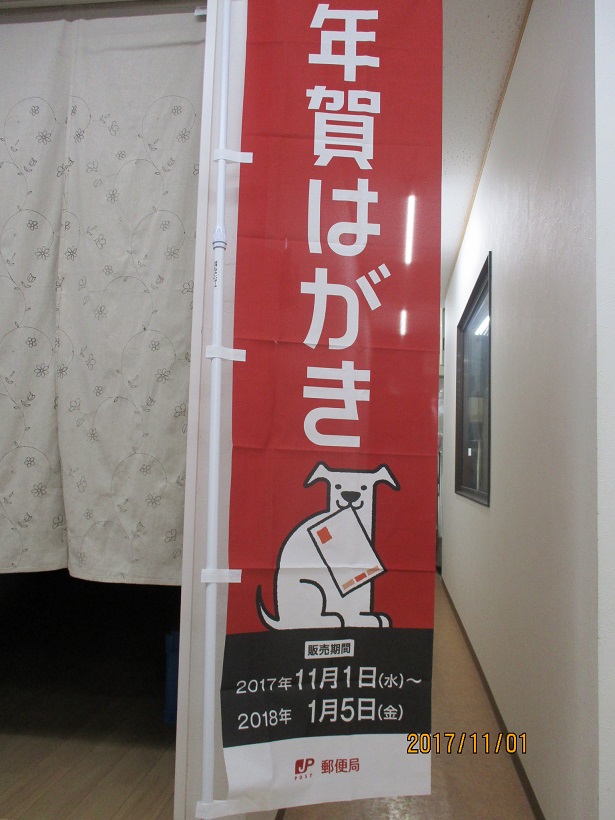 年賀はがき
販売期間
2017年 11月1日(水)～
2018年 1月5日(金)
JP
POST
郵便局
2017/11/01